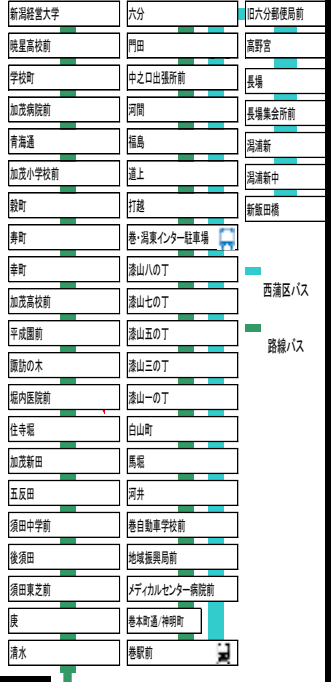 新潟経営大学
暁星高校前
学校町
加茂病院前
青海通
加茂小学校前
穀町
寿町
幸町
加茂高校前
平成園前
諏訪の木
堀内医院前
住寺堀
加茂新田
五反田
須田中学前
後須田
須田東芝前
庚
清水
六分
門田
中之口出張所前
河間
福島
道上
打越
巻・潟東インター駐車場
漆山八の丁
漆山七の丁
漆山五の丁
漆山三の丁
漆山一の丁
白山町
馬堀
河井
巻自動車学校前
地域振興局前
メディカルセンター病院前
巻本町通/神明町
巻駅前
旧六分郵便局前
高野宮
長場
長場集会所前
潟浦新
潟浦新中
新飯田橋
西蒲区バス
路線バス